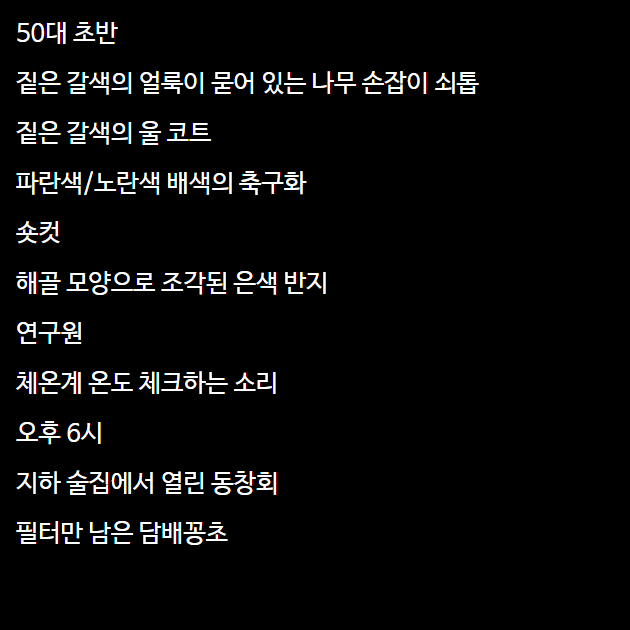 50대 초반
짙은 갈색의 얼룩이 묻어 있는 나무 손잡이 쇠톱
짙은 갈색의 울 코트
파란색/노란색 배색의 축구화
숏컷
해골 모양으로 조각된 은색 반지
연구원
체온계 온도 체크하는 소리
오후 6시
지하 술집에서 열린 동창회
필터만 남은 담배꽁초